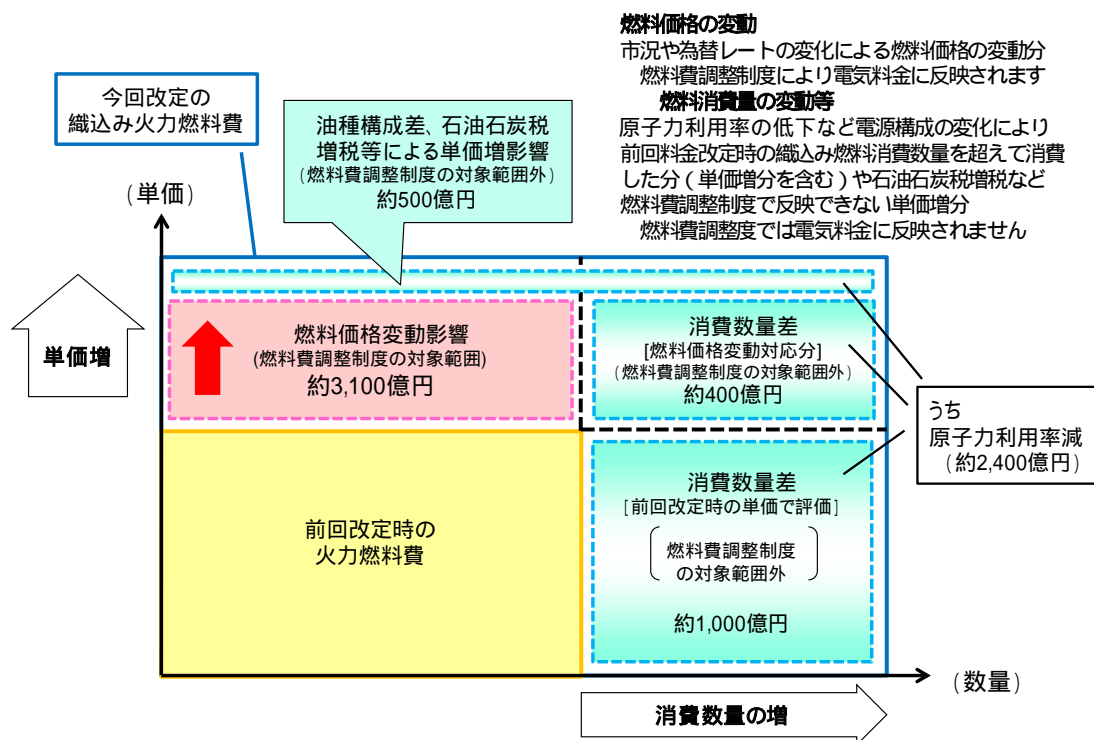 燃料価格の変動
市況や為替レートの変化による燃料価格の変動分
燃料費調整制度により電気料金に反映されます
燃料消費量の変動等
原子力利用率の低下など電源構成の変化により
前回料金改定時の織込み燃料消費数量を超えて消費
した分(単価増分を含む)や石油石炭税増税など
燃料費調整制度で反映できない単価増分
燃料費調整度では電気料金に反映されません
今回改定の
織込み火力燃料費
油種構成差、石油石炭税
増税等による単価増影響
(燃料費調整制度の対象範囲外)
約500億円
(単価)
単価増
燃料価格変動影響
(燃料費調整制度の対象範囲)
約3,100億円
消費数量差
[燃料価格変動対応分]
(燃料費調整制度の対象範囲外)
約400億円
うち
原子力利用率減
(約2,400億円)
前回改定時の
火力燃料費
消費数量差
[前回改定時の単価で評価]
燃料費調整制度
の対象範囲外
約1,000億円
(数量)
消費数量の増